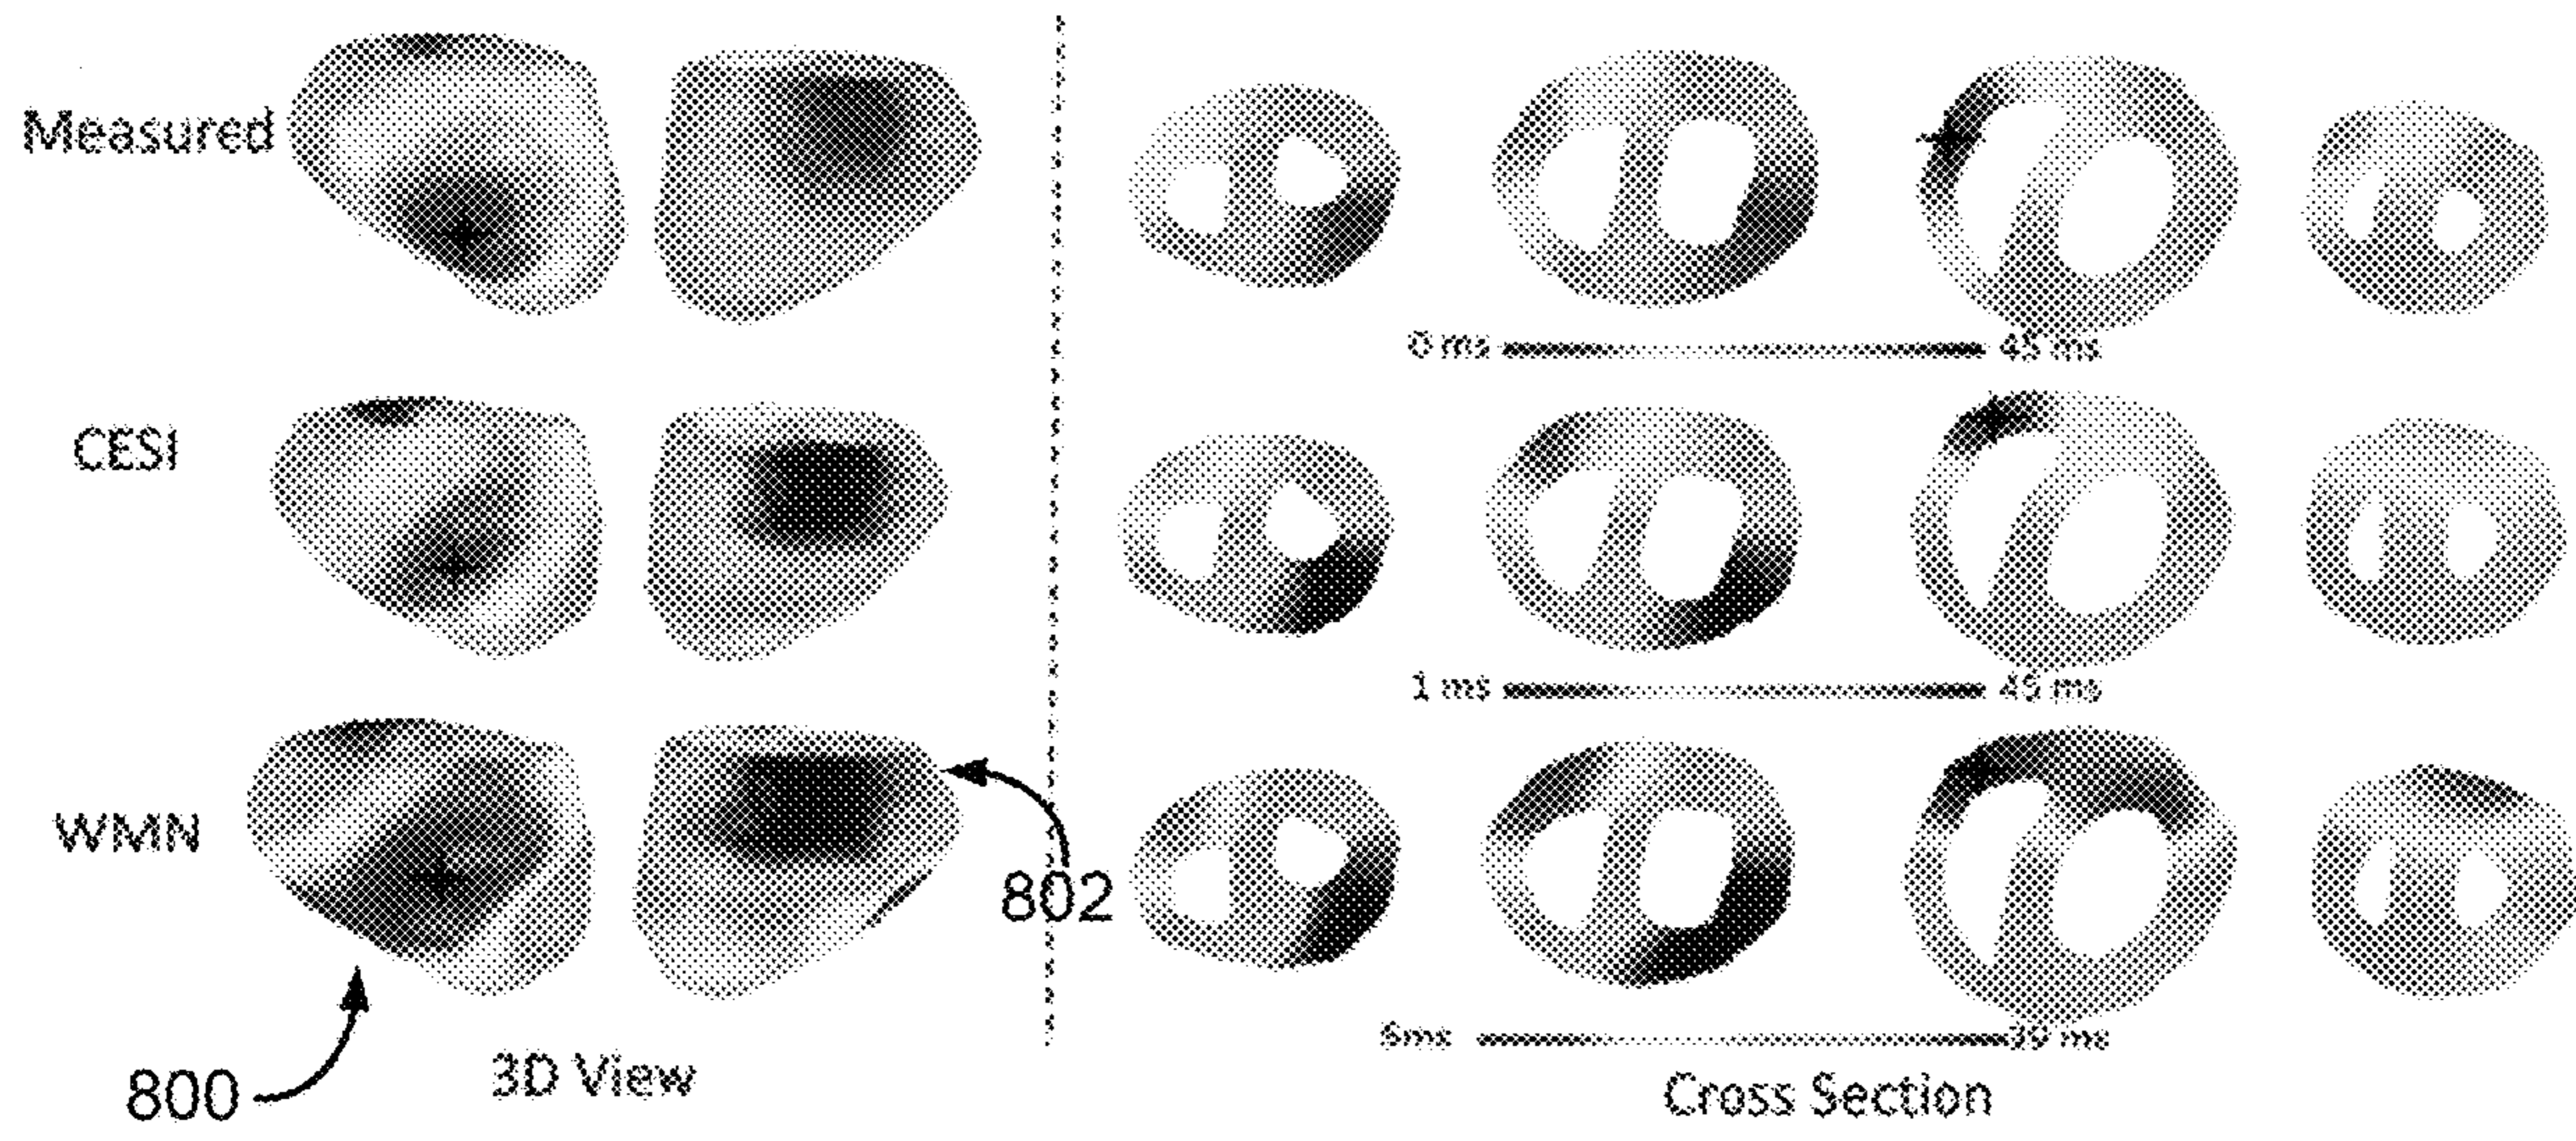 Measured
0 ms 45 ms
CESI
1 ms 45 ms
WMN
802
6ms 39 ms
800
3D View
Cross Section